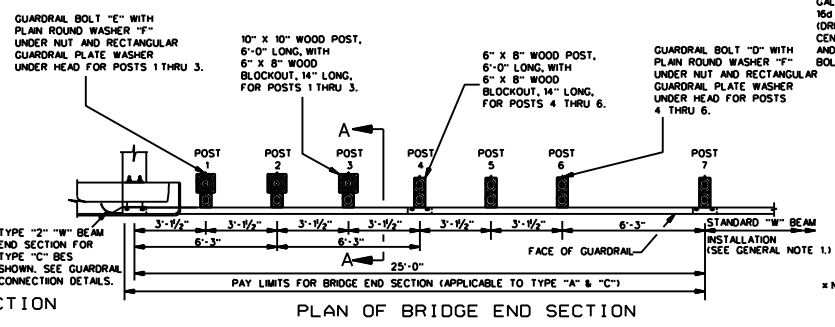 GUARDRAIL BOLT "E" WITH
PLAIN ROUND WASHER "F"
UNDER NUT AND RECTANGULAR
GUARDRAIL PLATE WASHER
UNDER HEAD FOR POSTS 1 THRU 3.
10" X 10" WOOD POST,
6'-0" LONG, WITH
6" X 8" WOOD
BLOCKOUT, 14" LONG,
FOR POSTS 1 THRU 3.
6" X 8" WOOD POST,
6'-0" LONG, WITH
6" X 8" WOOD
BLOCKOUT, 14" LONG,
FOR POSTS 4 THRU 6.
GUARDRAIL BOLT "D" WITH
PLAIN ROUND WASHER "F"
UNDER NUT AND RECTANGULAR
GUARDRAIL PLATE WASHER
UNDER HEAD FOR POSTS
4 THRU 6.
16d
CEN
AND
BOL
A
POST 1
POST 2
POST 3
POST 4
POST 5
POST 6
POST 7
3'-1½" 3'-1½" 3'-1½" 3'-1½" 3'-1½" 3'-1½" 6'-3"
6'-3" 6'-3"
A
FACE OF GUARDRAIL
STANDARD "W" BEAM
INSTALLATION
(SEE GENERAL NOTE 1.)
25'-0"
PAY LIMITS FOR BRIDGE END SECTION (APPLICABLE TO TYPE "A" & "C")
TYPE "2" "W" BEAM
END SECTION FOR
TYPE "C" BES
SHOWN. SEE GUARDRAIL
CONNECTION DETAILS.
CTION
PLAN OF BRIDGE END SECTION